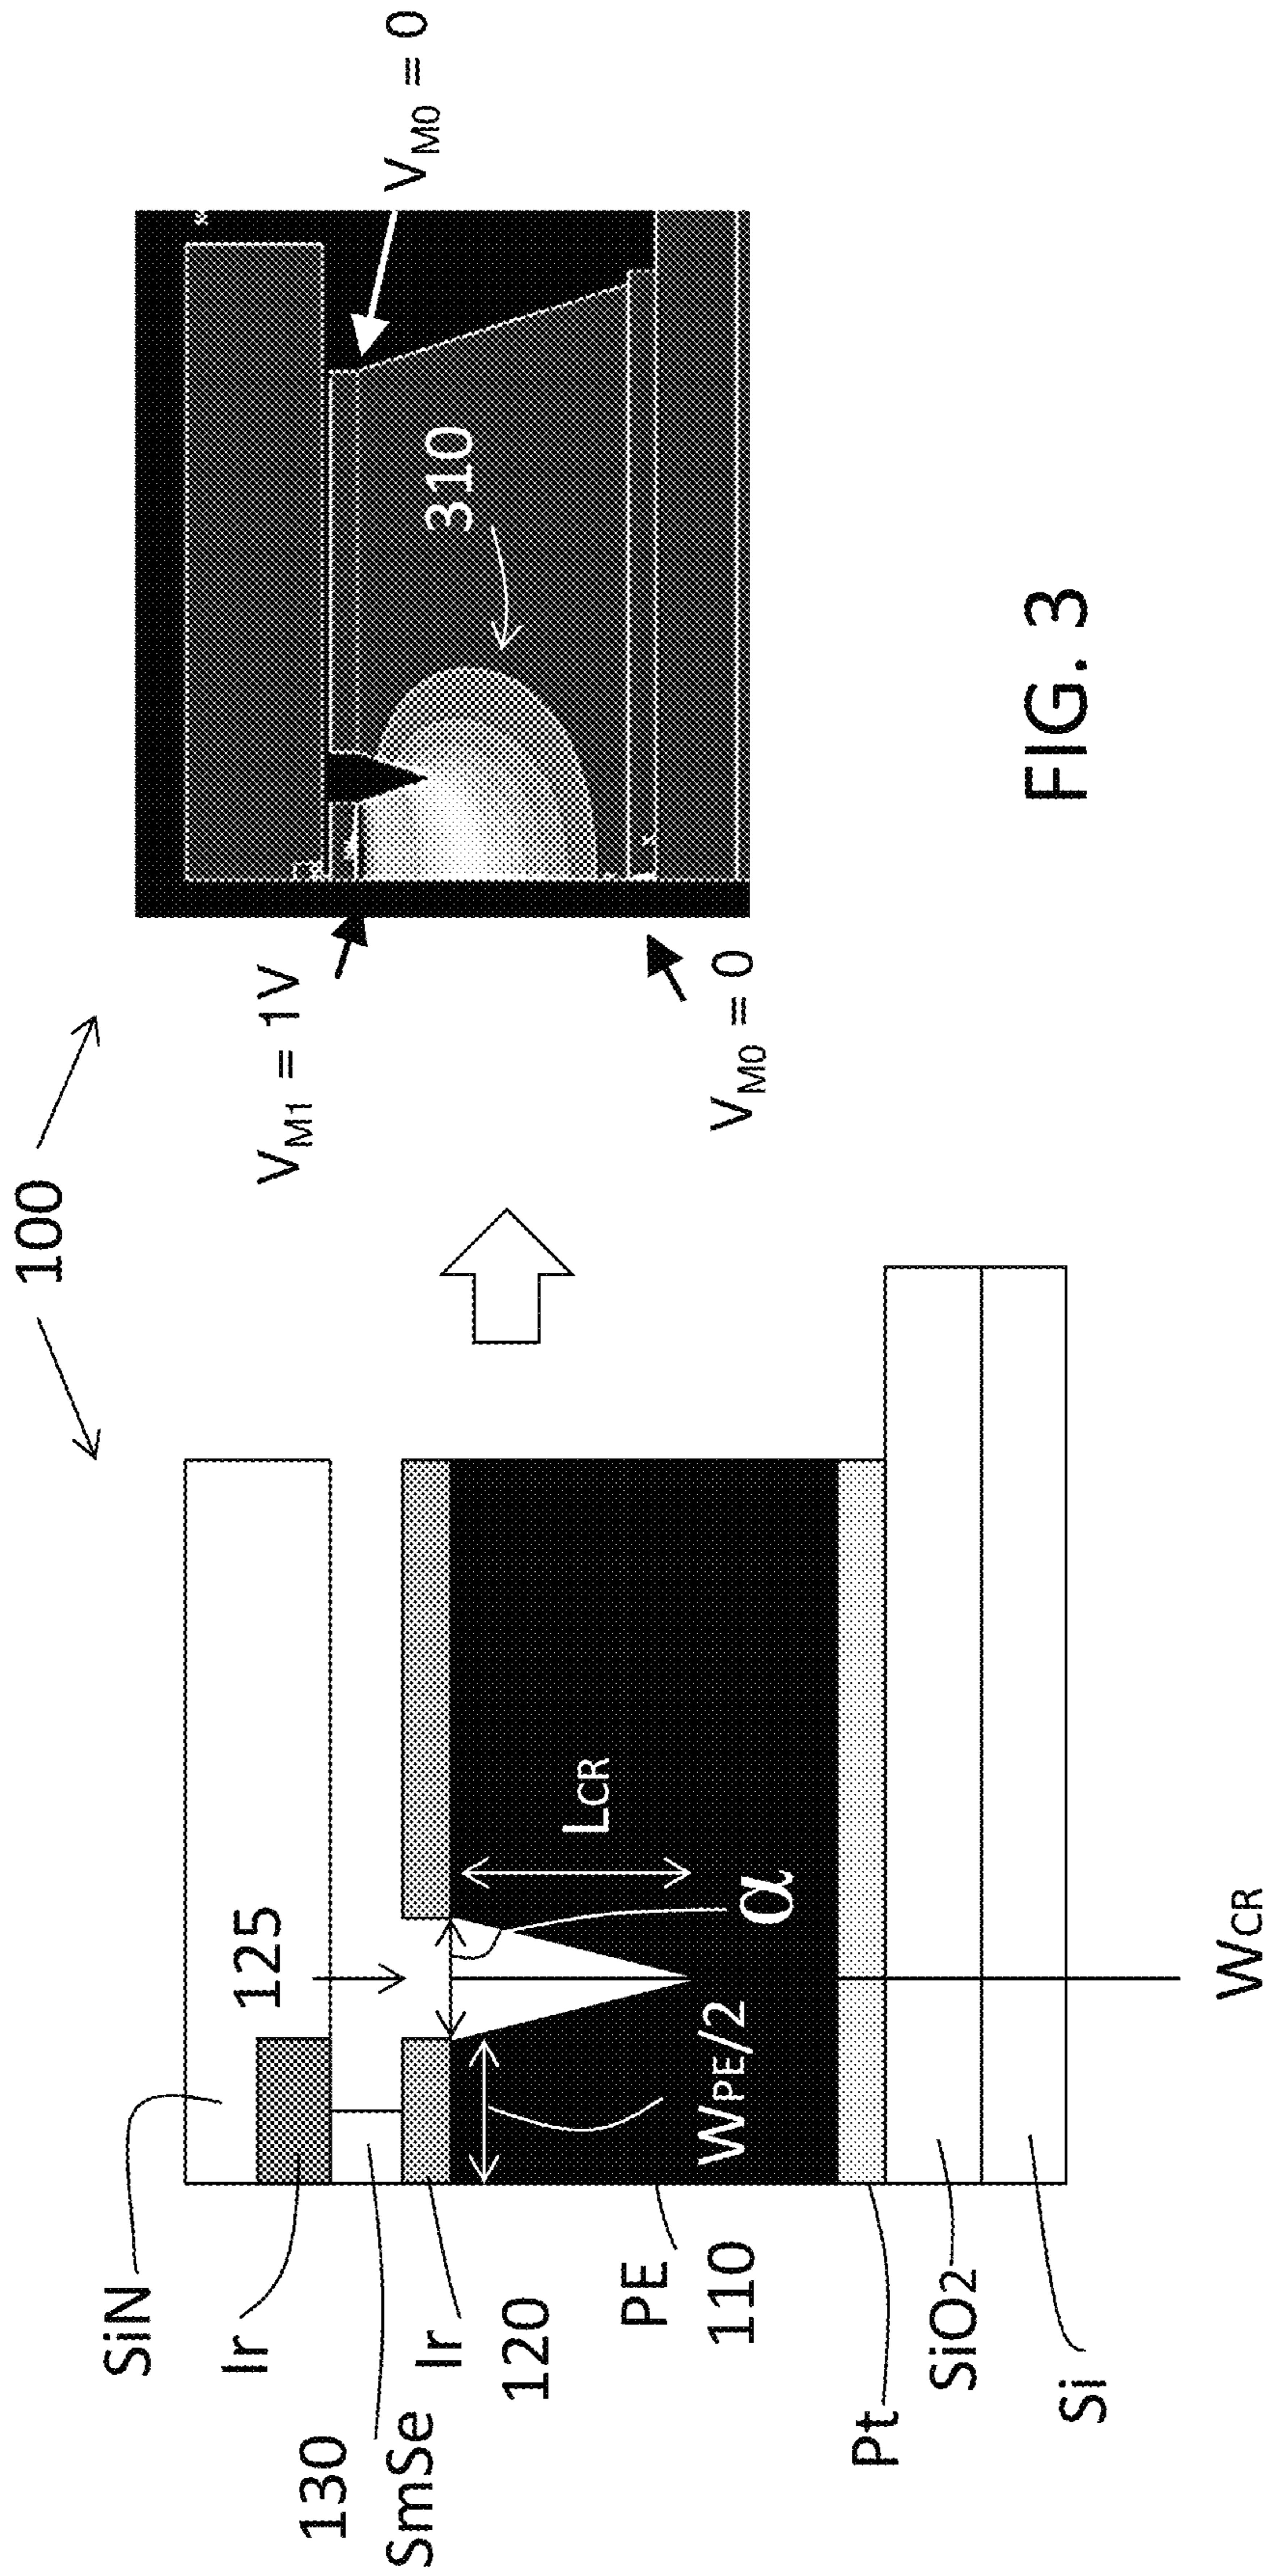 100
SiN
Ir
130
SmSe
Ir
120
PE
110
Pt
SiO2
Si
125
WPE/2
α
LCR
WCR
VM1 = 1V
VM0 = 0
VM0 = 0
310
FIG. 3